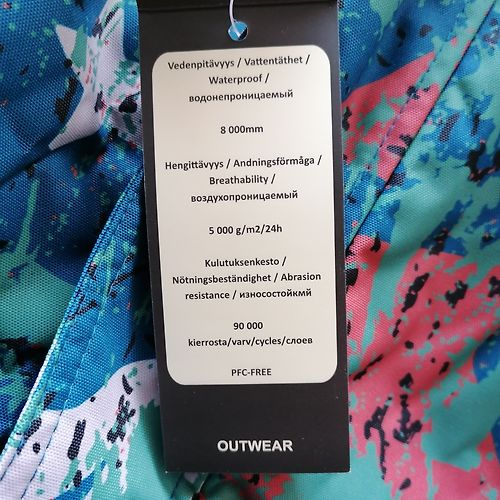 Vedenpitävyys / Vattentäthet /
Waterproof /
водонепроницаемый
8 000mm
Hengittävyys / Andningsförmåga /
Breathability /
воздухопроницаемый
5 000 g/m2/24h
Kulutuksenkesto /
Nötningsbeständighet / Abrasion
resistance / износостойкмй
90 000
kierrosta/varv/cycles/слоев
PFC-FREE
OUTWEAR